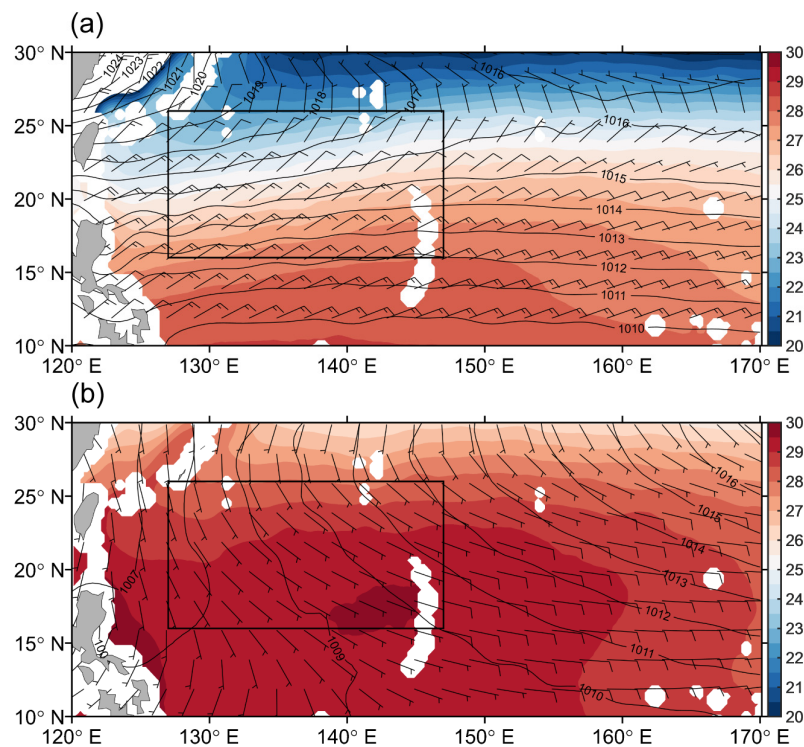 (a)
30° N
25° N
20° N
15° N
10° N
1024
1023
1022
1021
1020
1019
1018
1017
1016
1016
1015
1014
1013
1012
1011
1010
120° E
130° E
140° E
150° E
160° E
170° E
30
29
28
27
26
25
24
23
22
21
20
(b)
30° N
25° N
20° N
15° N
10° N
1016
1015
1014
1013
1012
1011
1010
1009
1007
100
120° E
130° E
140° E
150° E
160° E
170° E
30
29
28
27
26
25
24
23
22
21
20